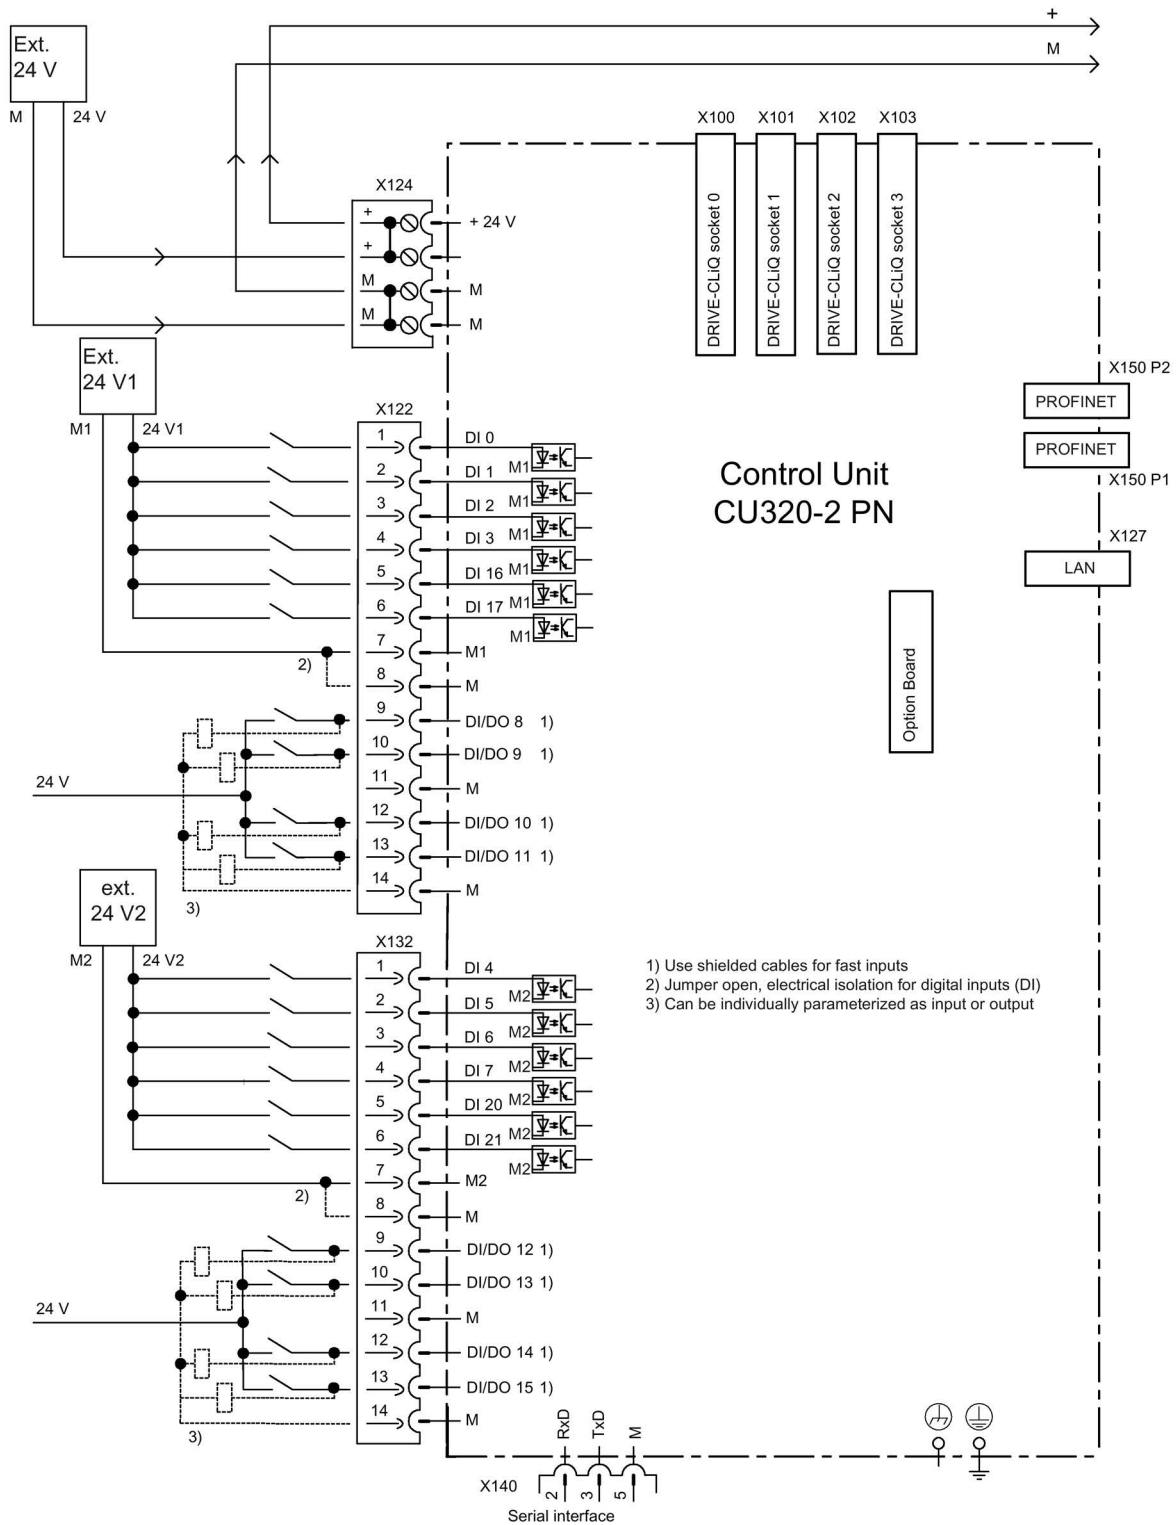 +
M
Ext.
24 V
M 24 V
X124
+
+ 24 V
+
M
M
M
M
X100 X101 X102 X103
DRIVE-CLiQ socket 0
DRIVE-CLiQ socket 1
DRIVE-CLiQ socket 2
DRIVE-CLiQ socket 3
X150 P2
PROFINET
PROFINET
X150 P1
X127
LAN
Control Unit
CU320-2 PN
Option Board
Ext.
24 V1
M1 24 V1
X122
1 DI 0 M1
2 DI 1 M1
3 DI 2 M1
4 DI 3 M1
5 DI 16 M1
6 DI 17 M1
7 M1
2)
8 M
9 DI/DO 8 1)
10 DI/DO 9 1)
24 V
11 M
12 DI/DO 10 1)
13 DI/DO 11 1)
14 M
3)
ext.
24 V2
M2 24 V2
X132
1 DI 4 M2
2 DI 5 M2
3 DI 6 M2
4 DI 7 M2
5 DI 20 M2
6 DI 21 M2
7 M2
2)
8 M
9 DI/DO 12 1)
10 DI/DO 13 1)
24 V
11 M
12 DI/DO 14 1)
13 DI/DO 15 1)
14 M
3)
1) Use shielded cables for fast inputs
2) Jumper open, electrical isolation for digital inputs (DI)
3) Can be individually parameterized as input or output
RxD
TxD
M
X140
2 3 5
Serial interface